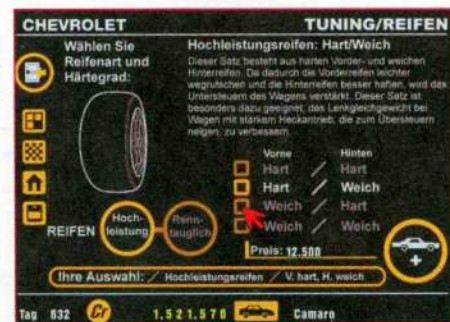 CHEVROLET TUNING/REIFEN
Wählen Sie
Reifenart und
Härtegrad:
Hochleistungsreifen: Hart/Weich
Dieser Satz besteht aus harten Vorder- und weichen
Hinterreifen. Da dadurch die Vorderreifen leichter
wegrutschen und die Hinterreifen besser haften, wird das
Untersteuern des Wagens verstärkt. Dieser Satz ist
besonders dazu geeignet, das Lenkgleichgewicht bei
Wagen mit starkem Heckantrieb, die zum Übersteuern
neigen, zu verbessern.
Vorne Hinten
Hart / Hart
Hart / Weich
Weich / Hart
Weich / Weich
REIFEN
Hoch-
leistung
Renn-
tauglich
Preis: 12.500
Ihre Auswahl: / Hochleistungsreifen / V. hart, H. weich
Tag 632 Cr 1.521.570 Camaro